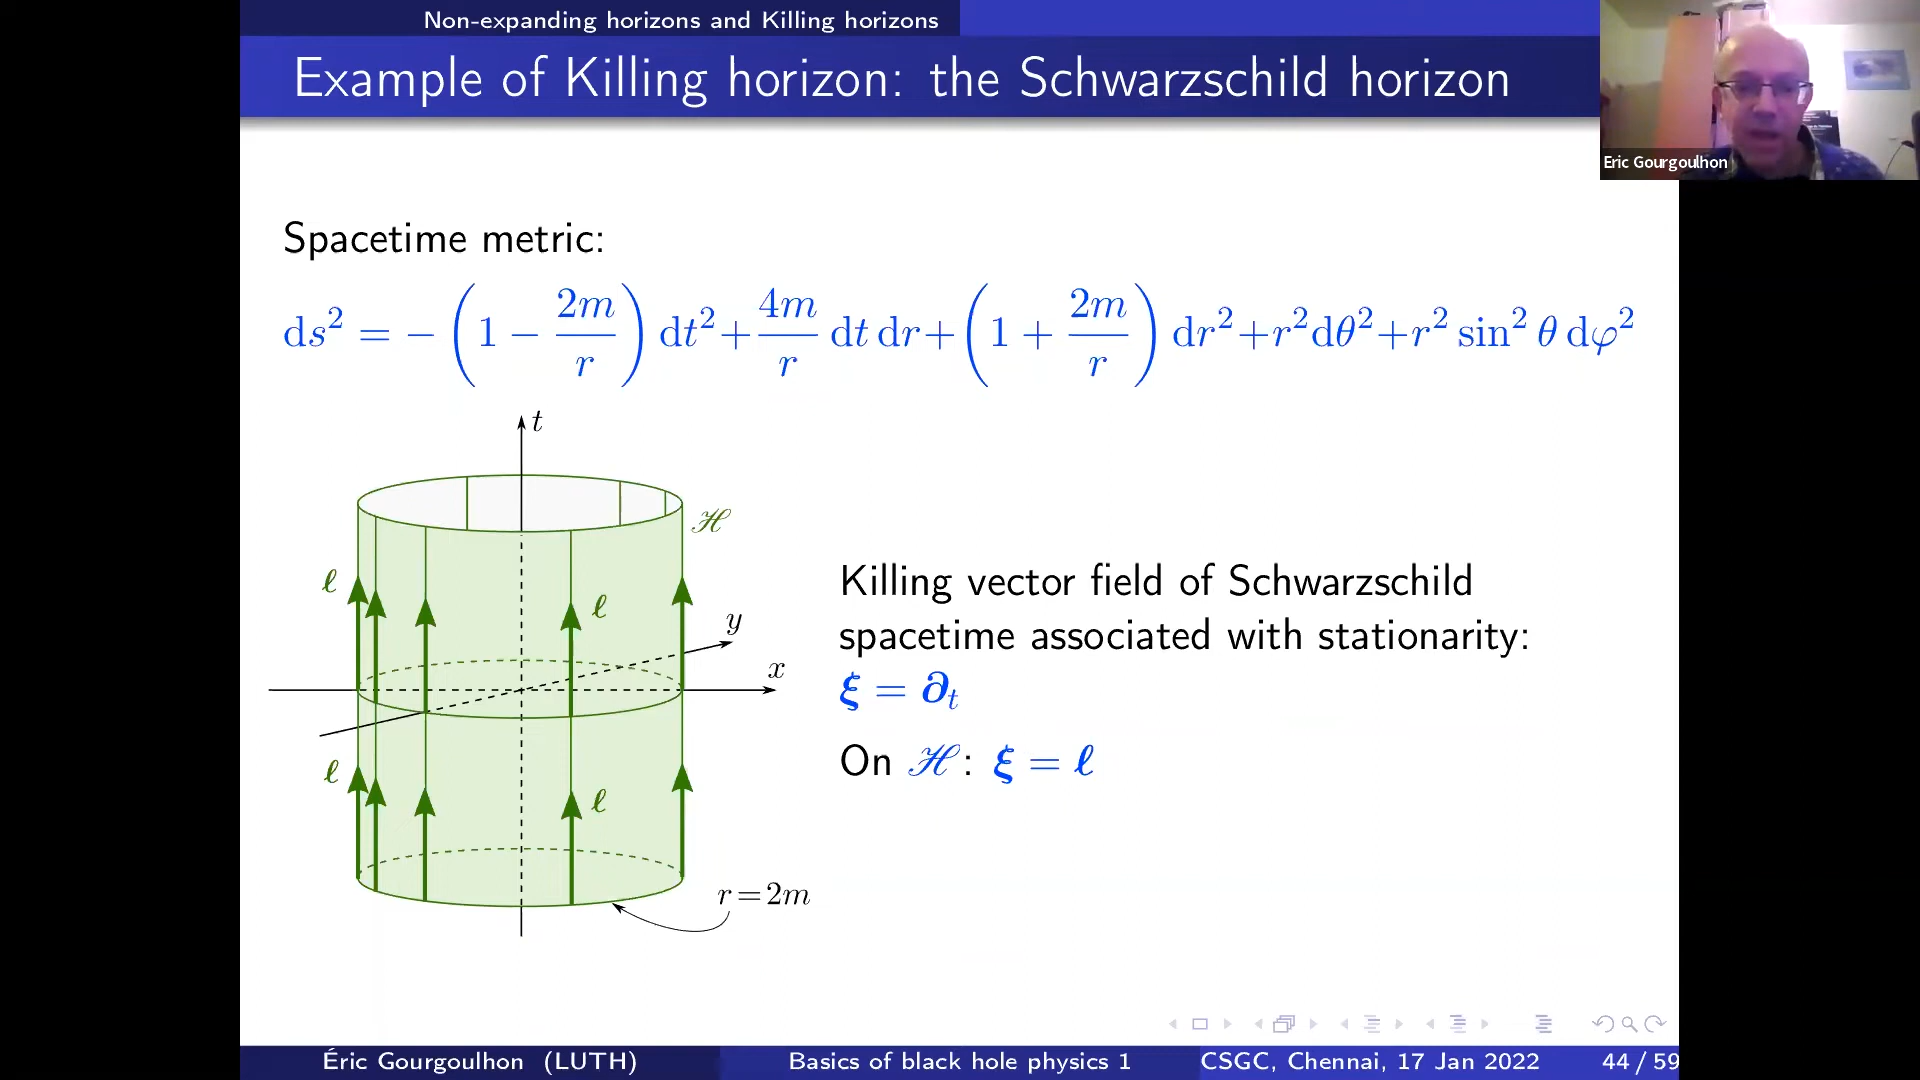 Non-expanding horizons and Killing horizons
Example of Killing horizon: the Schwarzschild horizon
Eric Gourgoulhon
Spacetime metric:
ds² = −(1 − 2m/r) dt² + 4m/r dt dr + (1 + 2m/r) dr² + r²dθ² + r² sin² θ dφ²
t
ℋ
ℓ
ℓ
y
x
Killing vector field of Schwarzschild
spacetime associated with stationarity:
ξ = ∂ₜ
On ℋ: ξ = ℓ
ℓ
ℓ
r = 2m
Éric Gourgoulhon (LUTH)
Basics of black hole physics 1
CSGC, Chennai, 17 Jan 2022
44 / 59